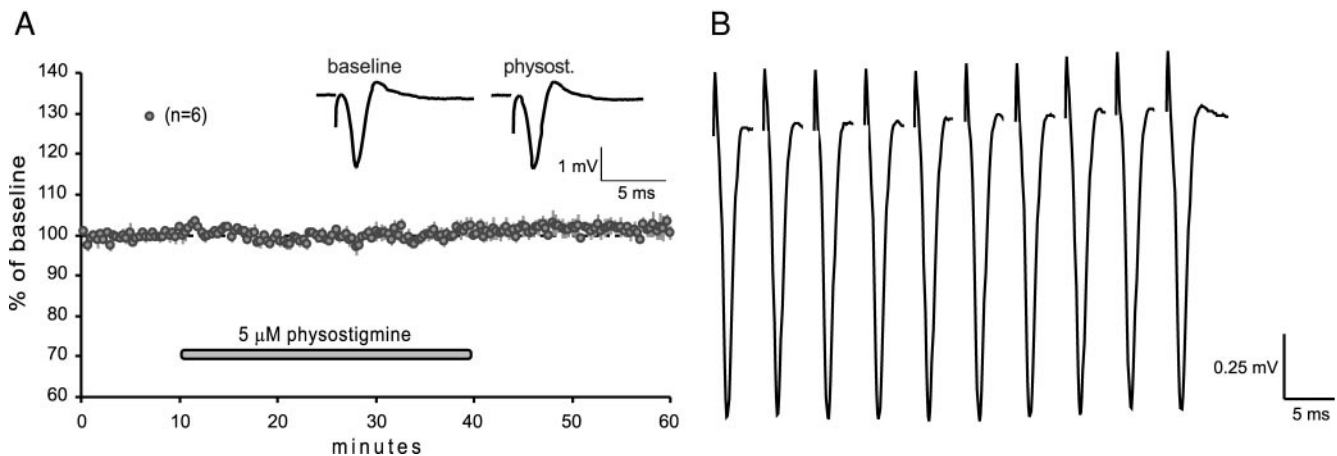 A
B
baseline
physost.
140
130
120
110
100
90
80
70
60
(n=6)
1 mV
5 ms
% of baseline
5 μM physostigmine
0 10 20 30 40 50 60
minutes
0.25 mV
5 ms